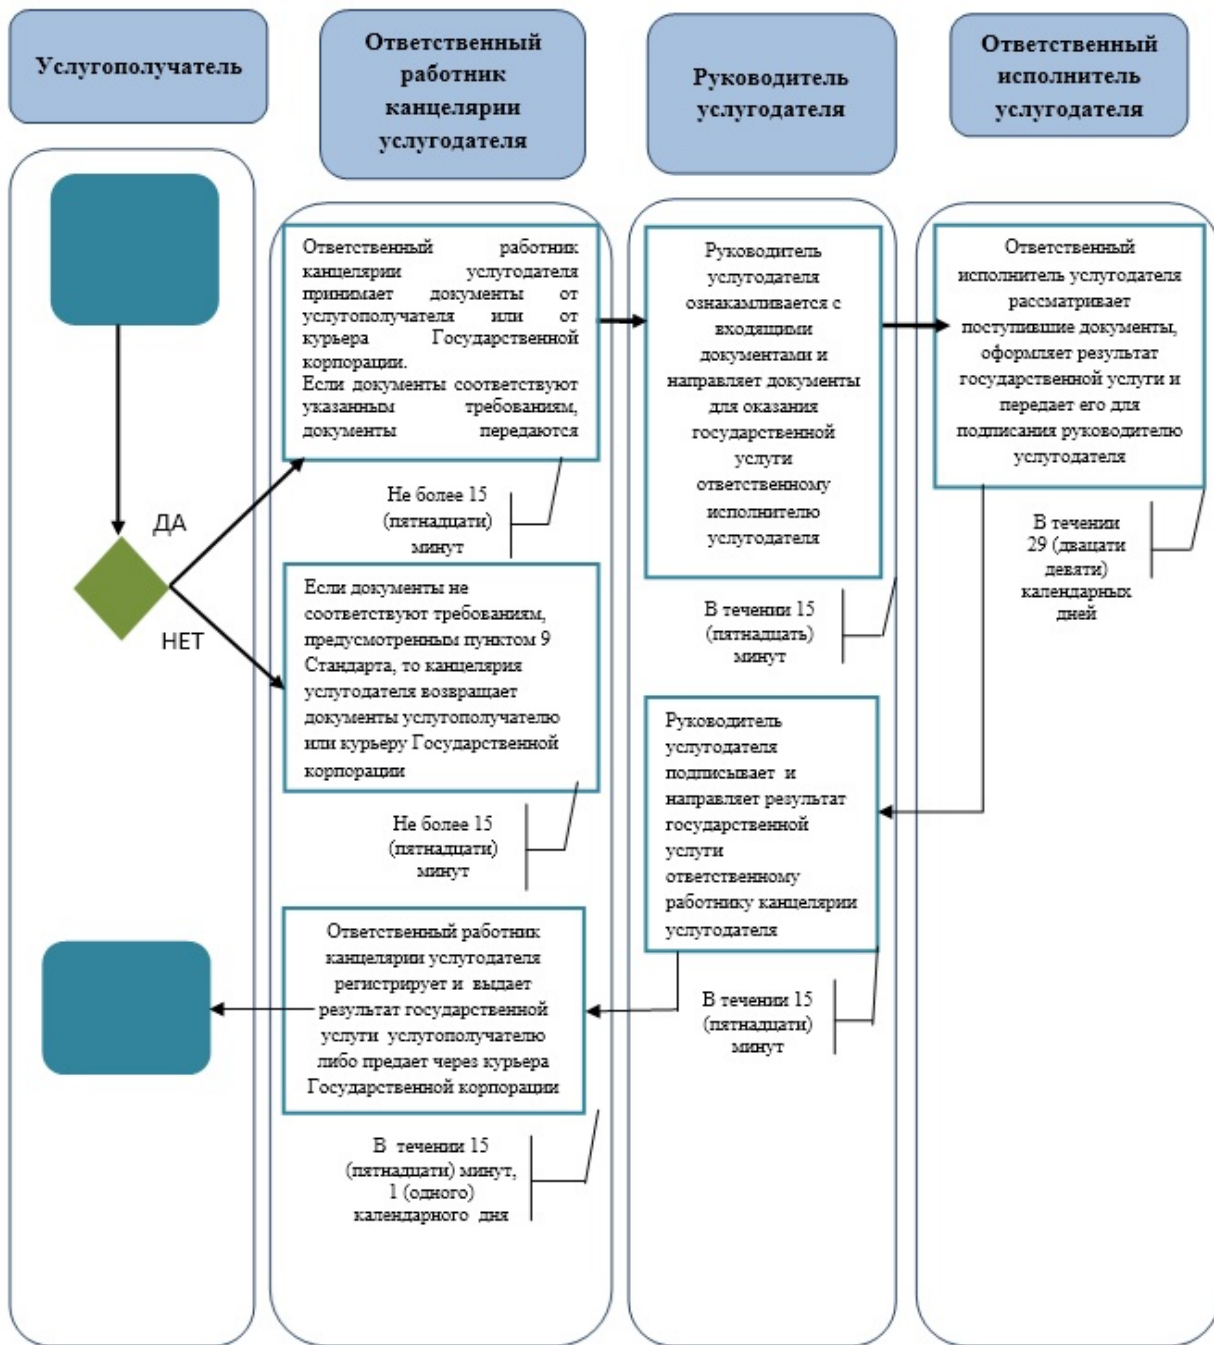 Услугополучатель
Ответственный
работник
канцелярии
услугодателя
Руководитель
услугодателя
Ответственный
исполнитель
услугодателя
Ответственный работник
канцелярии услугодателя
принимает документы от
услугополучателя или от
курьера Государственной
корпорации.
Если документы соответствуют
указанным требованиям,
документы передаются
Не более 15
(пятнадцати)
минут
ДА
НЕТ
Если документы не
соответствуют требованиям,
предусмотренным пунктом 9
Стандарта, то канцелярия
услугодателя возвращает
документы услугополучателю
или курьеру Государственной
корпорации
Не более 15
(пятнадцати)
минут
Ответственный работник
канцелярии услугодателя
регистрирует и выдает
результат государственной
услуги услугополучателю
либо предает через курьера
Государственной корпорации
В течении 15
(пятнадцати) минут,
1 (одного)
календарного дня
Руководитель
услугодателя
ознакамливается с
входящими
документами и
направляет документы
для оказания
государственной
услуги
ответственному
исполнителю
услугодателя
В течении 15
(пятнадцать)
минут
Руководитель
услугодателя
подписывает и
направляет результат
государственной
услуги
ответственному
работнику канцелярии
услугодателя
В течении 15
(пятнадцати)
минут
Ответственный
исполнитель услугодателя
рассматривает
поступившие документы,
оформляет результат
государственной услуги и
передает его для
подписания руководителю
услугодателя
В течении
29 (двацати
девяти)
календарных
дней